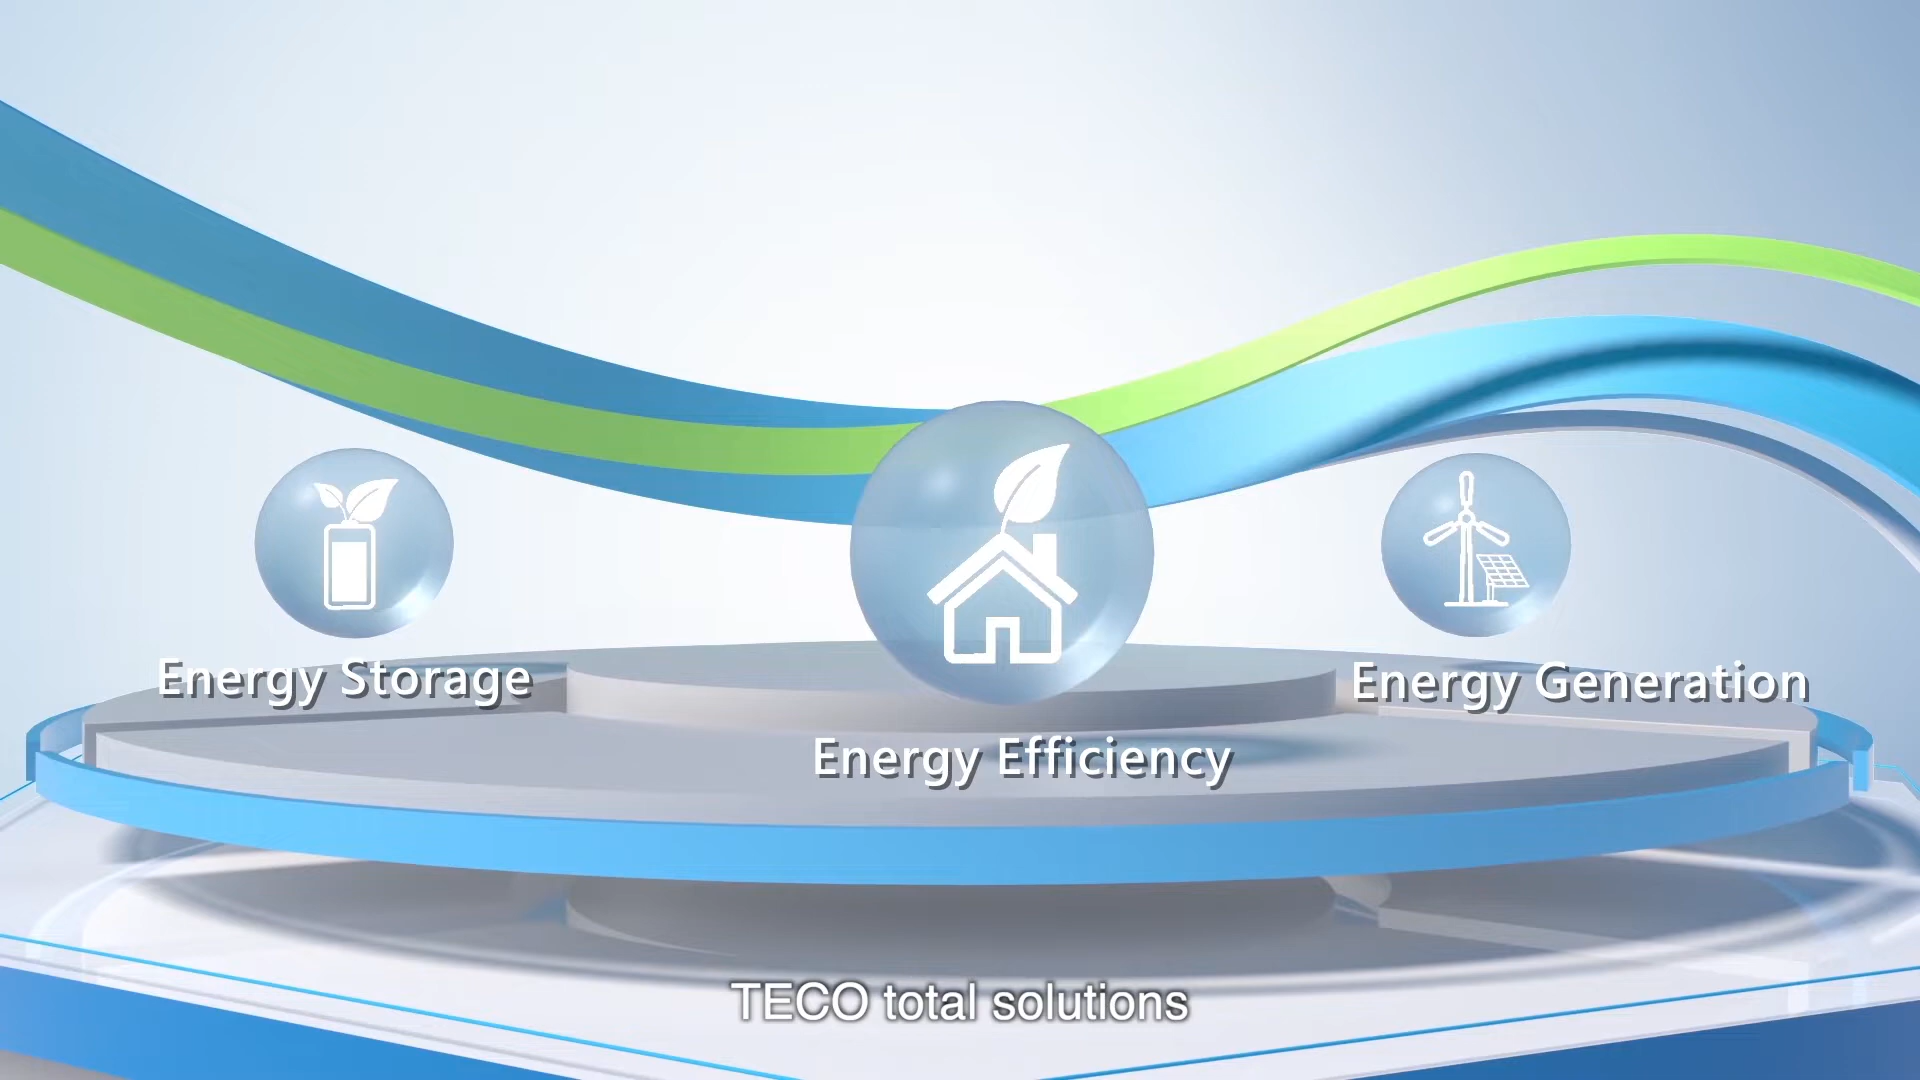 Energy Storage
Energy Efficiency
Energy Generation
TECO total solutions